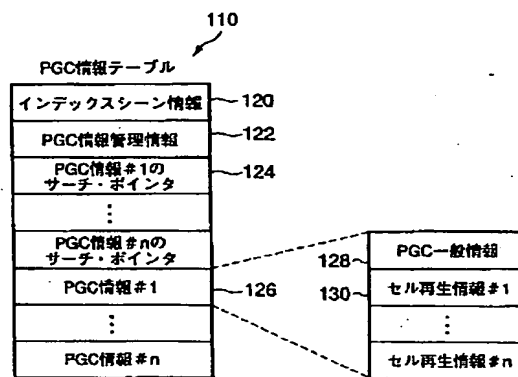 110
PGC情報テーブル
インデックスシーン情報
120
PGC情報管理情報
122
PGC情報#1の
サーチ・ポインタ
124
⋮
PGC情報#nの
サーチ・ポインタ
PGC情報#1
126
⋮
PGC情報#n
128
PGC一般情報
130
セル再生情報#1
⋮
セル再生情報#n